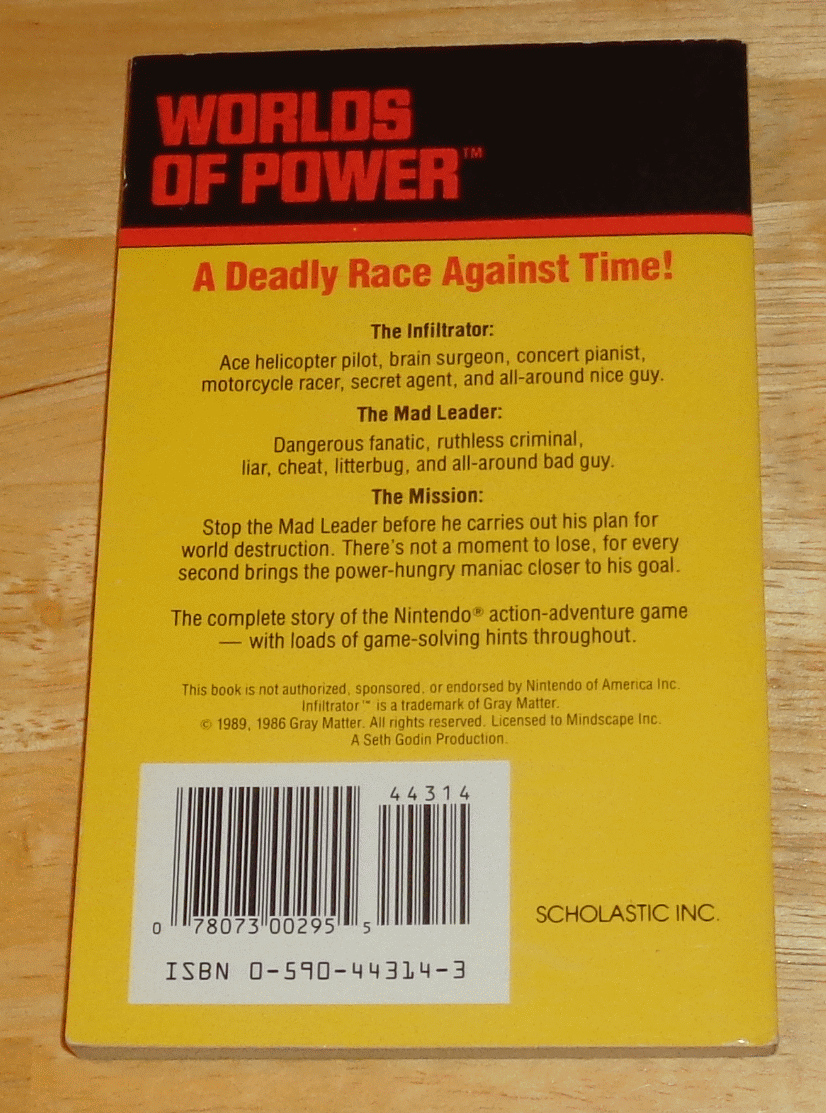 WORLDS
OF POWER™
A Deadly Race Against Time!
The Infiltrator:
Ace helicopter pilot, brain surgeon, concert pianist,
motorcycle racer, secret agent, and all-around nice guy.
The Mad Leader:
Dangerous fanatic, ruthless criminal,
liar, cheat, litterbug, and all-around bad guy.
The Mission:
Stop the Mad Leader before he carries out his plan for
world destruction. There's not a moment to lose, for every
second brings the power-hungry maniac closer to his goal.
The complete story of the Nintendo® action-adventure game
— with loads of game-solving hints throughout.
This book is not authorized, sponsored, or endorsed by Nintendo of America Inc.
Infiltrator™ is a trademark of Gray Matter.
© 1989, 1986 Gray Matter. All rights reserved. Licensed to Mindscape Inc.
A Seth Godin Production.
44314
0 78073 00295 5
ISBN 0-590-44314-3
SCHOLASTIC INC.